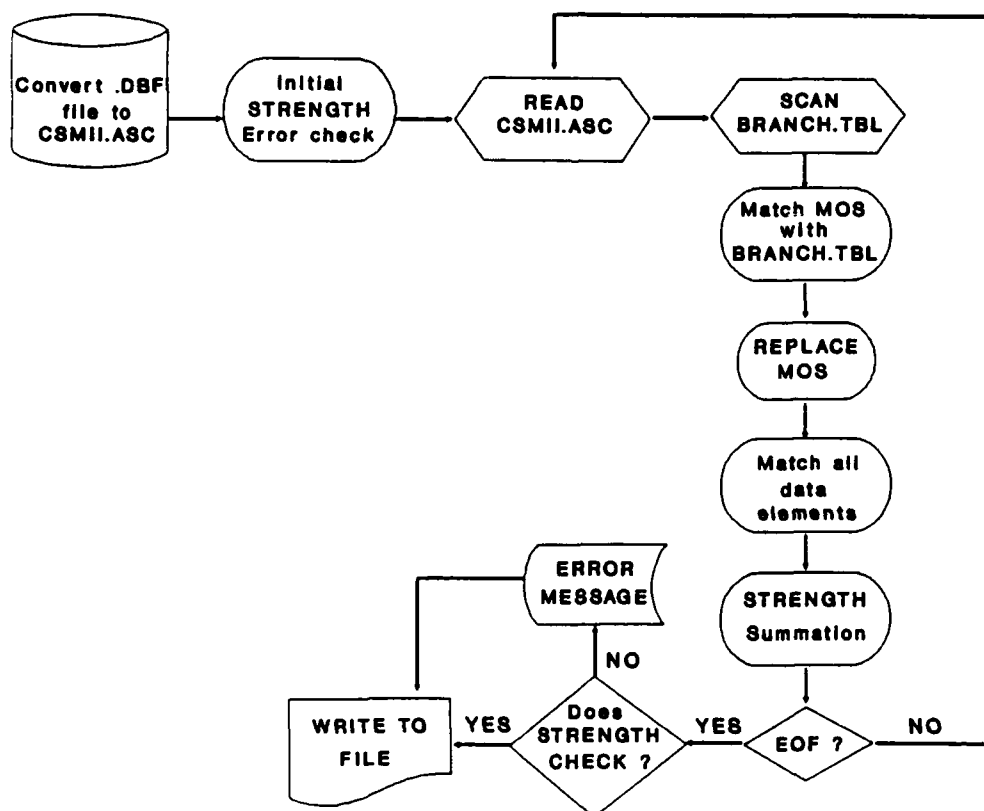 Convert .DBF
file to
CSMII.ASC
Initial
STRENGTH
Error check
READ
CSMII.ASC
SCAN
BRANCH.TBL
Match MOS
with
BRANCH.TBL
REPLACE
MOS
Match all
data
elements
STRENGTH
Summation
EOF ?
NO
YES
Does
STRENGTH
CHECK ?
NO
ERROR
MESSAGE
YES
WRITE TO
FILE